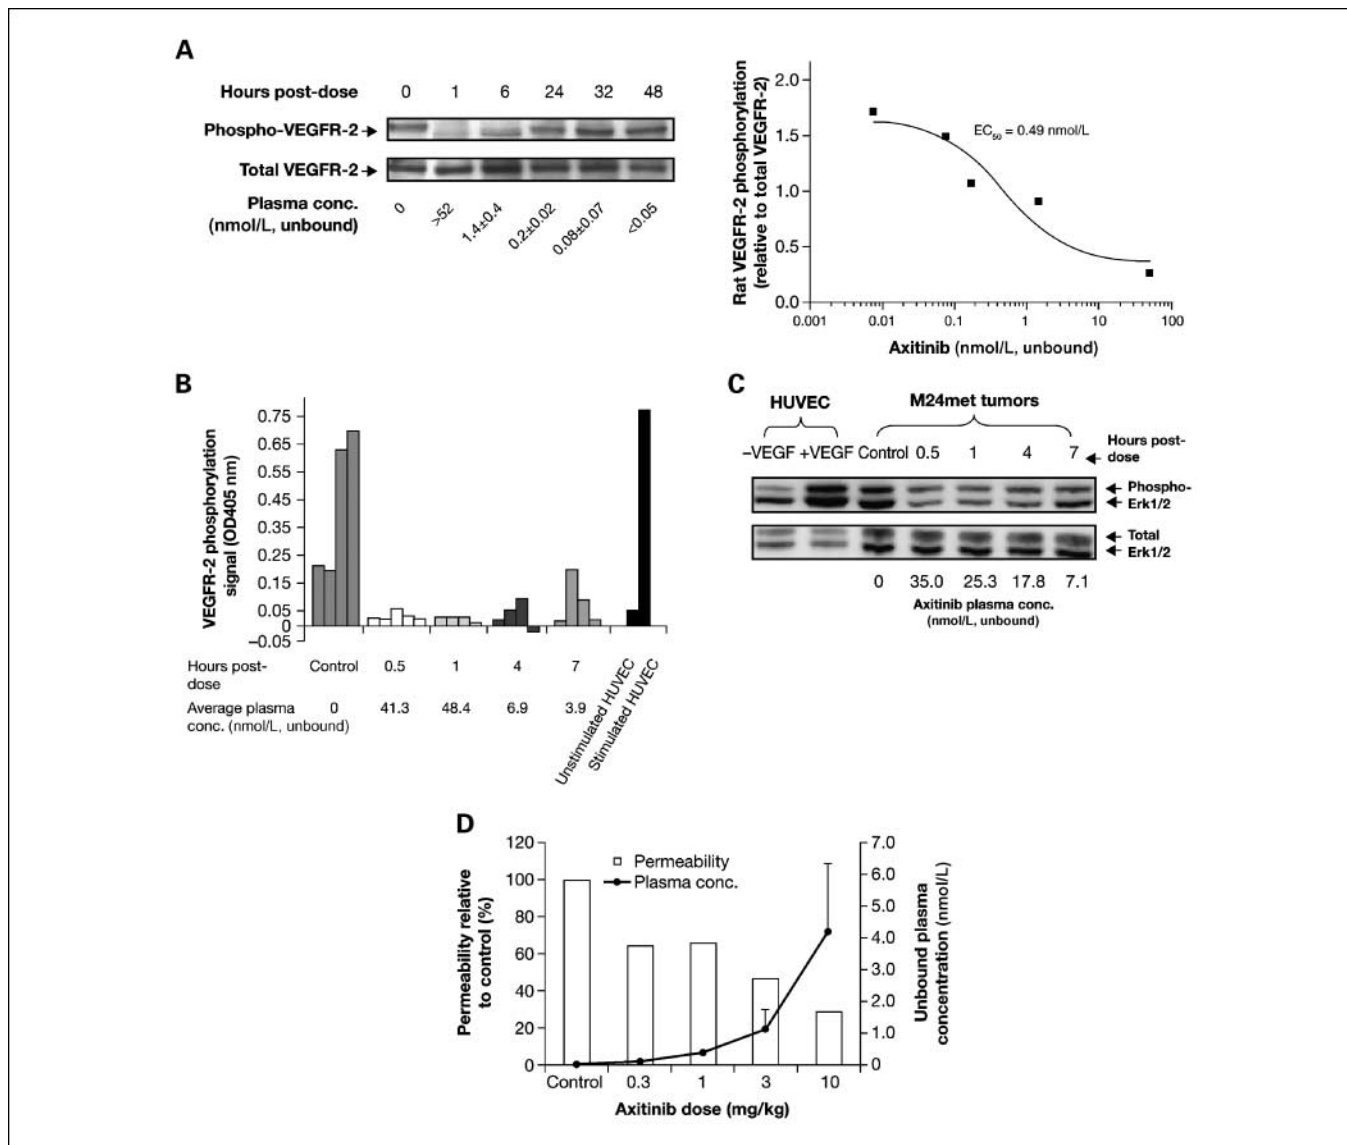 A
Hours post-dose 0 1 6 24 32 48
Phospho-VEGFR-2
Total VEGFR-2
Plasma conc.
(nmol/L, unbound)
0 >52 1.4±0.4 0.2±0.02 0.08±0.07 <0.05
Rat VEGFR-2 phosphorylation
(relative to total VEGFR-2)
2.0
1.5
1.0
0.5
0.0
EC50 = 0.49 nmol/L
0.001 0.01 0.1 1 10 100
Axitinib (nmol/L, unbound)
B
VEGFR-2 phosphorylation
signal (OD405 nm)
0.75
0.65
0.55
0.45
0.35
0.25
0.15
0.05
0
−0.05
Hours post-
dose
Control 0.5 1 4 7
Average plasma
conc. (nmol/L, unbound)
0 41.3 48.4 6.9 3.9
Unstimulated HUVEC
Stimulated HUVEC
C
HUVEC M24met tumors
−VEGF +VEGF Control 0.5 1 4 7
Hours post-
dose
Phospho-
Erk1/2
Total
Erk1/2
0 35.0 25.3 17.8 7.1
Axitinib plasma conc.
(nmol/L, unbound)
D
Permeability relative
to control (%)
120
100
80
60
40
20
0
Permeability
Plasma conc.
7.0
6.0
5.0
4.0
3.0
2.0
1.0
0
Unbound plasma
concentration (nmol/L)
Control 0.3 1 3 10
Axitinib dose (mg/kg)